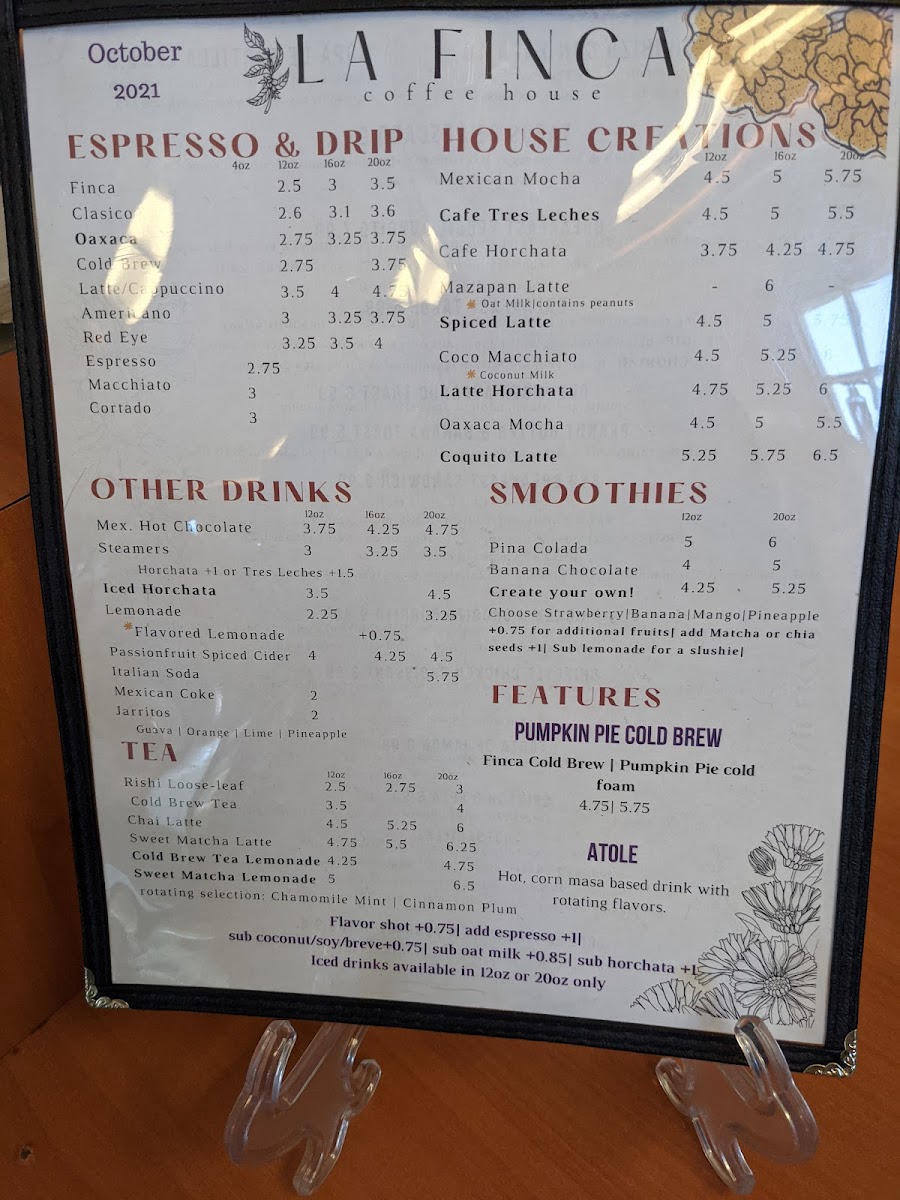 October
2021
LA FINCA
coffee house
ESPRESSO & DRIP
4oz 12oz 16oz 20oz
Finca 2.5 3 3.5
Clasico 2.6 3.1 3.6
Oaxaca 2.75 3.25 3.75
Cold Brew 2.75 3.75
Latte/Cappuccino 3.5 4 4.75
Americano 3 3.25 3.75
Red Eye 3.25 3.5 4
Espresso 2.75
Macchiato 3
Cortado 3
HOUSE CREATIONS
12oz 16oz 20oz
Mexican Mocha 4.5 5 5.75
Cafe Tres Leches 4.5 5 5.5
Cafe Horchata 3.75 4.25 4.75
Mazapan Latte - 6 -
Oat Milk|contains peanuts
Spiced Latte 4.5 5
Coco Macchiato 4.5 5.25 6
Coconut Milk
Latte Horchata 4.75 5.25 6
Oaxaca Mocha 4.5 5 5.5
Coquito Latte 5.25 5.75 6.5
OTHER DRINKS
12oz 16oz 20oz
Mex. Hot Chocolate 3.75 4.25 4.75
Steamers 3 3.25 3.5
Horchata +1 or Tres Leches +1.5
Iced Horchata 3.5 4.5
Lemonade 2.25 3.25
*Flavored Lemonade +0.75
Passionfruit Spiced Cider 4 4.25 4.5
Italian Soda 5.75
Mexican Coke 2
Jarritos 2
Guava | Orange | Lime | Pineapple
TEA
12oz 16oz 20oz
Rishi Loose-leaf 2.5 2.75 3
Cold Brew Tea 3.5 4
Chai Latte 4.5 5.25 6
Sweet Matcha Latte 4.75 5.5 6.25
Cold Brew Tea Lemonade 4.25 4.75
Sweet Matcha Lemonade 5 6.5
rotating selection: Chamomile Mint | Cinnamon Plum
SMOOTHIES
12oz 20oz
Pina Colada 5 6
Banana Chocolate 4 5
Create your own! 4.25 5.25
Choose Strawberry|Banana|Mango|Pineapple
+0.75 for additional fruits| add Matcha or chia
seeds +1| Sub lemonade for a slushie|
FEATURES
PUMPKIN PIE COLD BREW
Finca Cold Brew | Pumpkin Pie cold
foam
4.75| 5.75
ATOLE
Hot, corn masa based drink with
rotating flavors.
Flavor shot +0.75| add espresso +1|
sub coconut/soy/breve+0.75| sub oat milk +0.85| sub horchata +1
Iced drinks available in 12oz or 20oz only